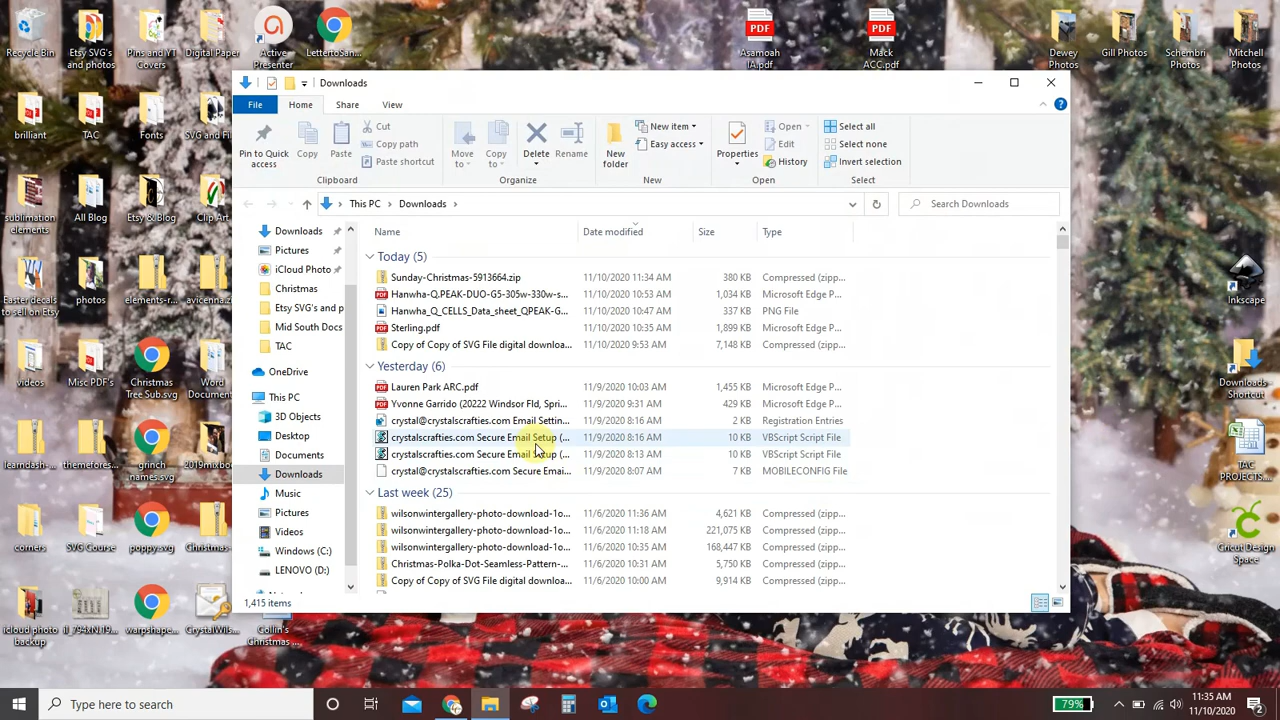 Recycle Bin
Etsy SVG's and photos
Pins and YT Covers
Digital Paper
Active Presenter
LettertoSan...
PDF
Asamoah IA.pdf
PDF
Mack ACC.pdf
Dewey Photos
Gill Photos
Schembri Photos
Mitchell Photos
Downloads
File
Home
Share
View
Pin to Quick access
Copy
Paste
Cut
Copy path
Paste shortcut
Clipboard
Move to
Copy to
Delete
Rename
Organize
New folder
New item
Easy access
New
Properties
Open
Edit
History
Open
Select all
Select none
Invert selection
Select
This PC > Downloads >
Search Downloads
Name
Date modified
Size
Type
Today (5)
Sunday-Christmas-5913664.zip 11/10/2020 11:34 AM 380 KB Compressed (zipp...
Hanwha-Q.PEAK-DUO-G5-305w-330w-s... 11/10/2020 10:53 AM 1,034 KB Microsoft Edge P...
Hanwha_Q_CELLS_Data_sheet_QPEAK-G... 11/10/2020 10:47 AM 337 KB PNG File
Sterling.pdf 11/10/2020 10:35 AM 1,899 KB Microsoft Edge P...
Copy of Copy of SVG File digital downloa... 11/10/2020 9:53 AM 7,148 KB Compressed (zipp...
Yesterday (6)
Lauren Park ARC.pdf 11/9/2020 10:03 AM 1,455 KB Microsoft Edge P...
Yvonne Garrido (20222 Windsor Fld, Spri... 11/9/2020 9:31 AM 429 KB Microsoft Edge P...
crystal@crystalscrafties.com Email Settin... 11/9/2020 8:16 AM 2 KB Registration Entries
crystalscrafties.com Secure Email Setup (... 11/9/2020 8:16 AM 10 KB VBScript Script File
crystalscrafties.com Secure Email Setup (... 11/9/2020 8:13 AM 10 KB VBScript Script File
crystal@crystalscrafties.com Secure Emai... 11/9/2020 8:07 AM 7 KB MOBILECONFIG File
Last week (25)
wilsonwintergallery-photo-download-1o... 11/6/2020 11:36 AM 4,621 KB Compressed (zipp...
wilsonwintergallery-photo-download-1o... 11/6/2020 11:18 AM 221,075 KB Compressed (zipp...
wilsonwintergallery-photo-download-1o... 11/6/2020 10:35 AM 168,447 KB Compressed (zipp...
Christmas-Polka-Dot-Seamless-Pattern-... 11/6/2020 10:31 AM 5,750 KB Compressed (zipp...
Copy of Copy of SVG File digital downloa... 11/6/2020 10:00 AM 9,914 KB Compressed (zipp...
Downloads
Pictures
iCloud Photo
Christmas
Etsy SVG's and p
Mid South Docs
TAC
OneDrive
This PC
3D Objects
Desktop
Documents
Downloads
Music
Pictures
Videos
Windows (C:)
LENOVO (D:)
1,415 items
brilliant
TAC
Fonts
SVG and Fi
sublimation elements
All Blog
Etsy & Blog
Clip Art
Easter decals to sell on Etsy
photos
elements-r...
avicenna.z
videos
Misc PDF's
Christmas Tree Sub.svg
Word Docum
learndash-...
themefores...
grinch names.svg
2019mixboo
corners
SVG Course
poppy.svg
Christmas-
icloud photo backup
il_794xN.19...
warpshape...
CrystalWils...
Collin's Christmas ...
Inkscape
Downloads - Shortcut
TAC PROJECTS....
Cricut Design Space
Type here to search
79%
11:35 AM
11/10/2020
2